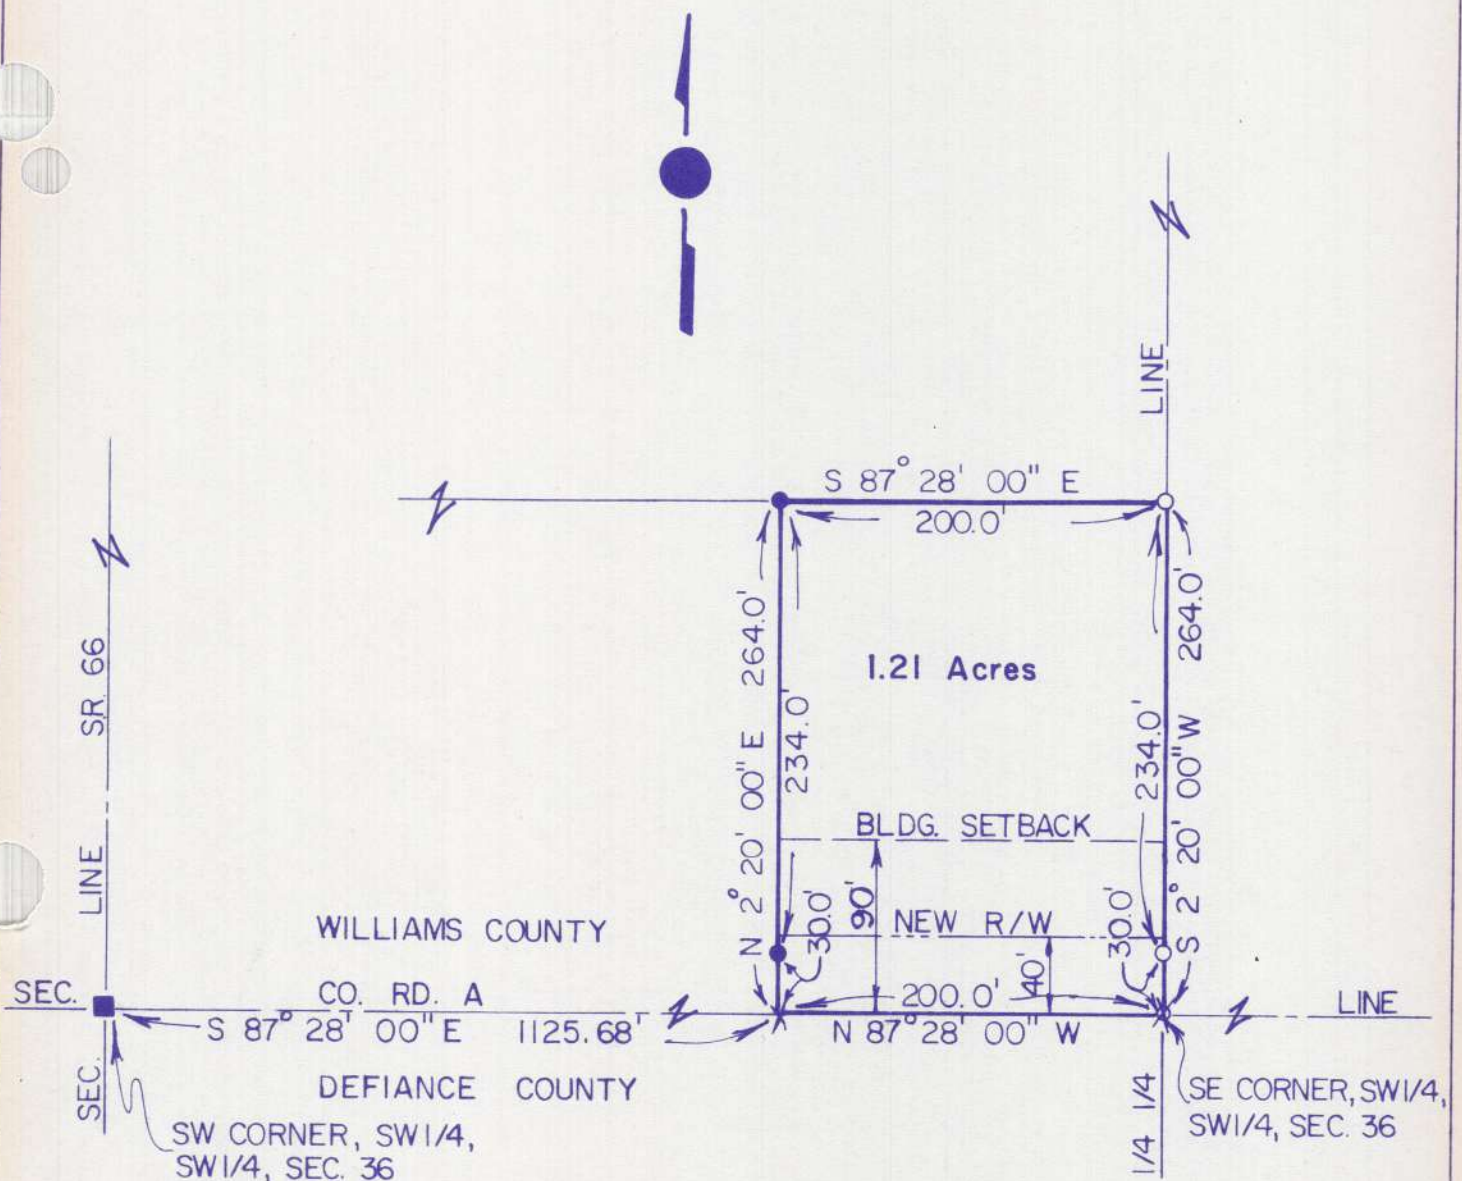 LINE
S 87° 28' 00" E
200.0'
264.0'
264.0'
1.21 Acres
SR. 66
234.0'
234.0'
N 2° 20' 00" E
S 2° 20' 00" W
BLDG. SETBACK
LINE
90'
30.0'
30.0'
NEW R/W
40'
WILLIAMS COUNTY
SEC.
CO. RD. A
200.0'
LINE
S 87° 28' 00" E 1125.68'
N 87° 28' 00" W
SEC.
DEFIANCE COUNTY
1/4 1/4
SE CORNER, SW1/4,
SW1/4, SEC. 36
SW CORNER, SW1/4,
SW1/4, SEC. 36